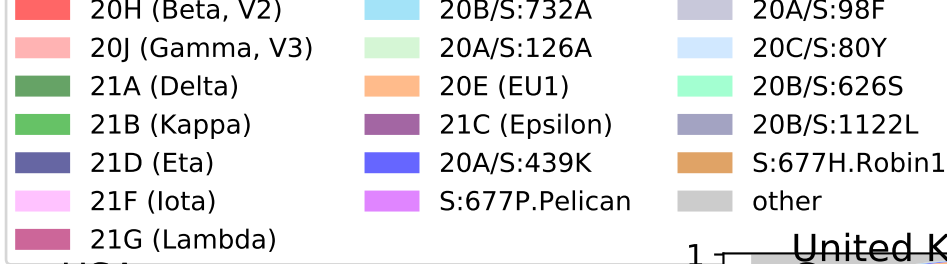 20H (Beta, V2)
20J (Gamma, V3)
21A (Delta)
21B (Kappa)
21D (Eta)
21F (Iota)
21G (Lambda)
20B/S:732A
20A/S:126A
20E (EU1)
21C (Epsilon)
20A/S:439K
S:677P.Pelican
20A/S:98F
20C/S:80Y
20B/S:626S
20B/S:1122L
S:677H.Robin1
other
1
United K